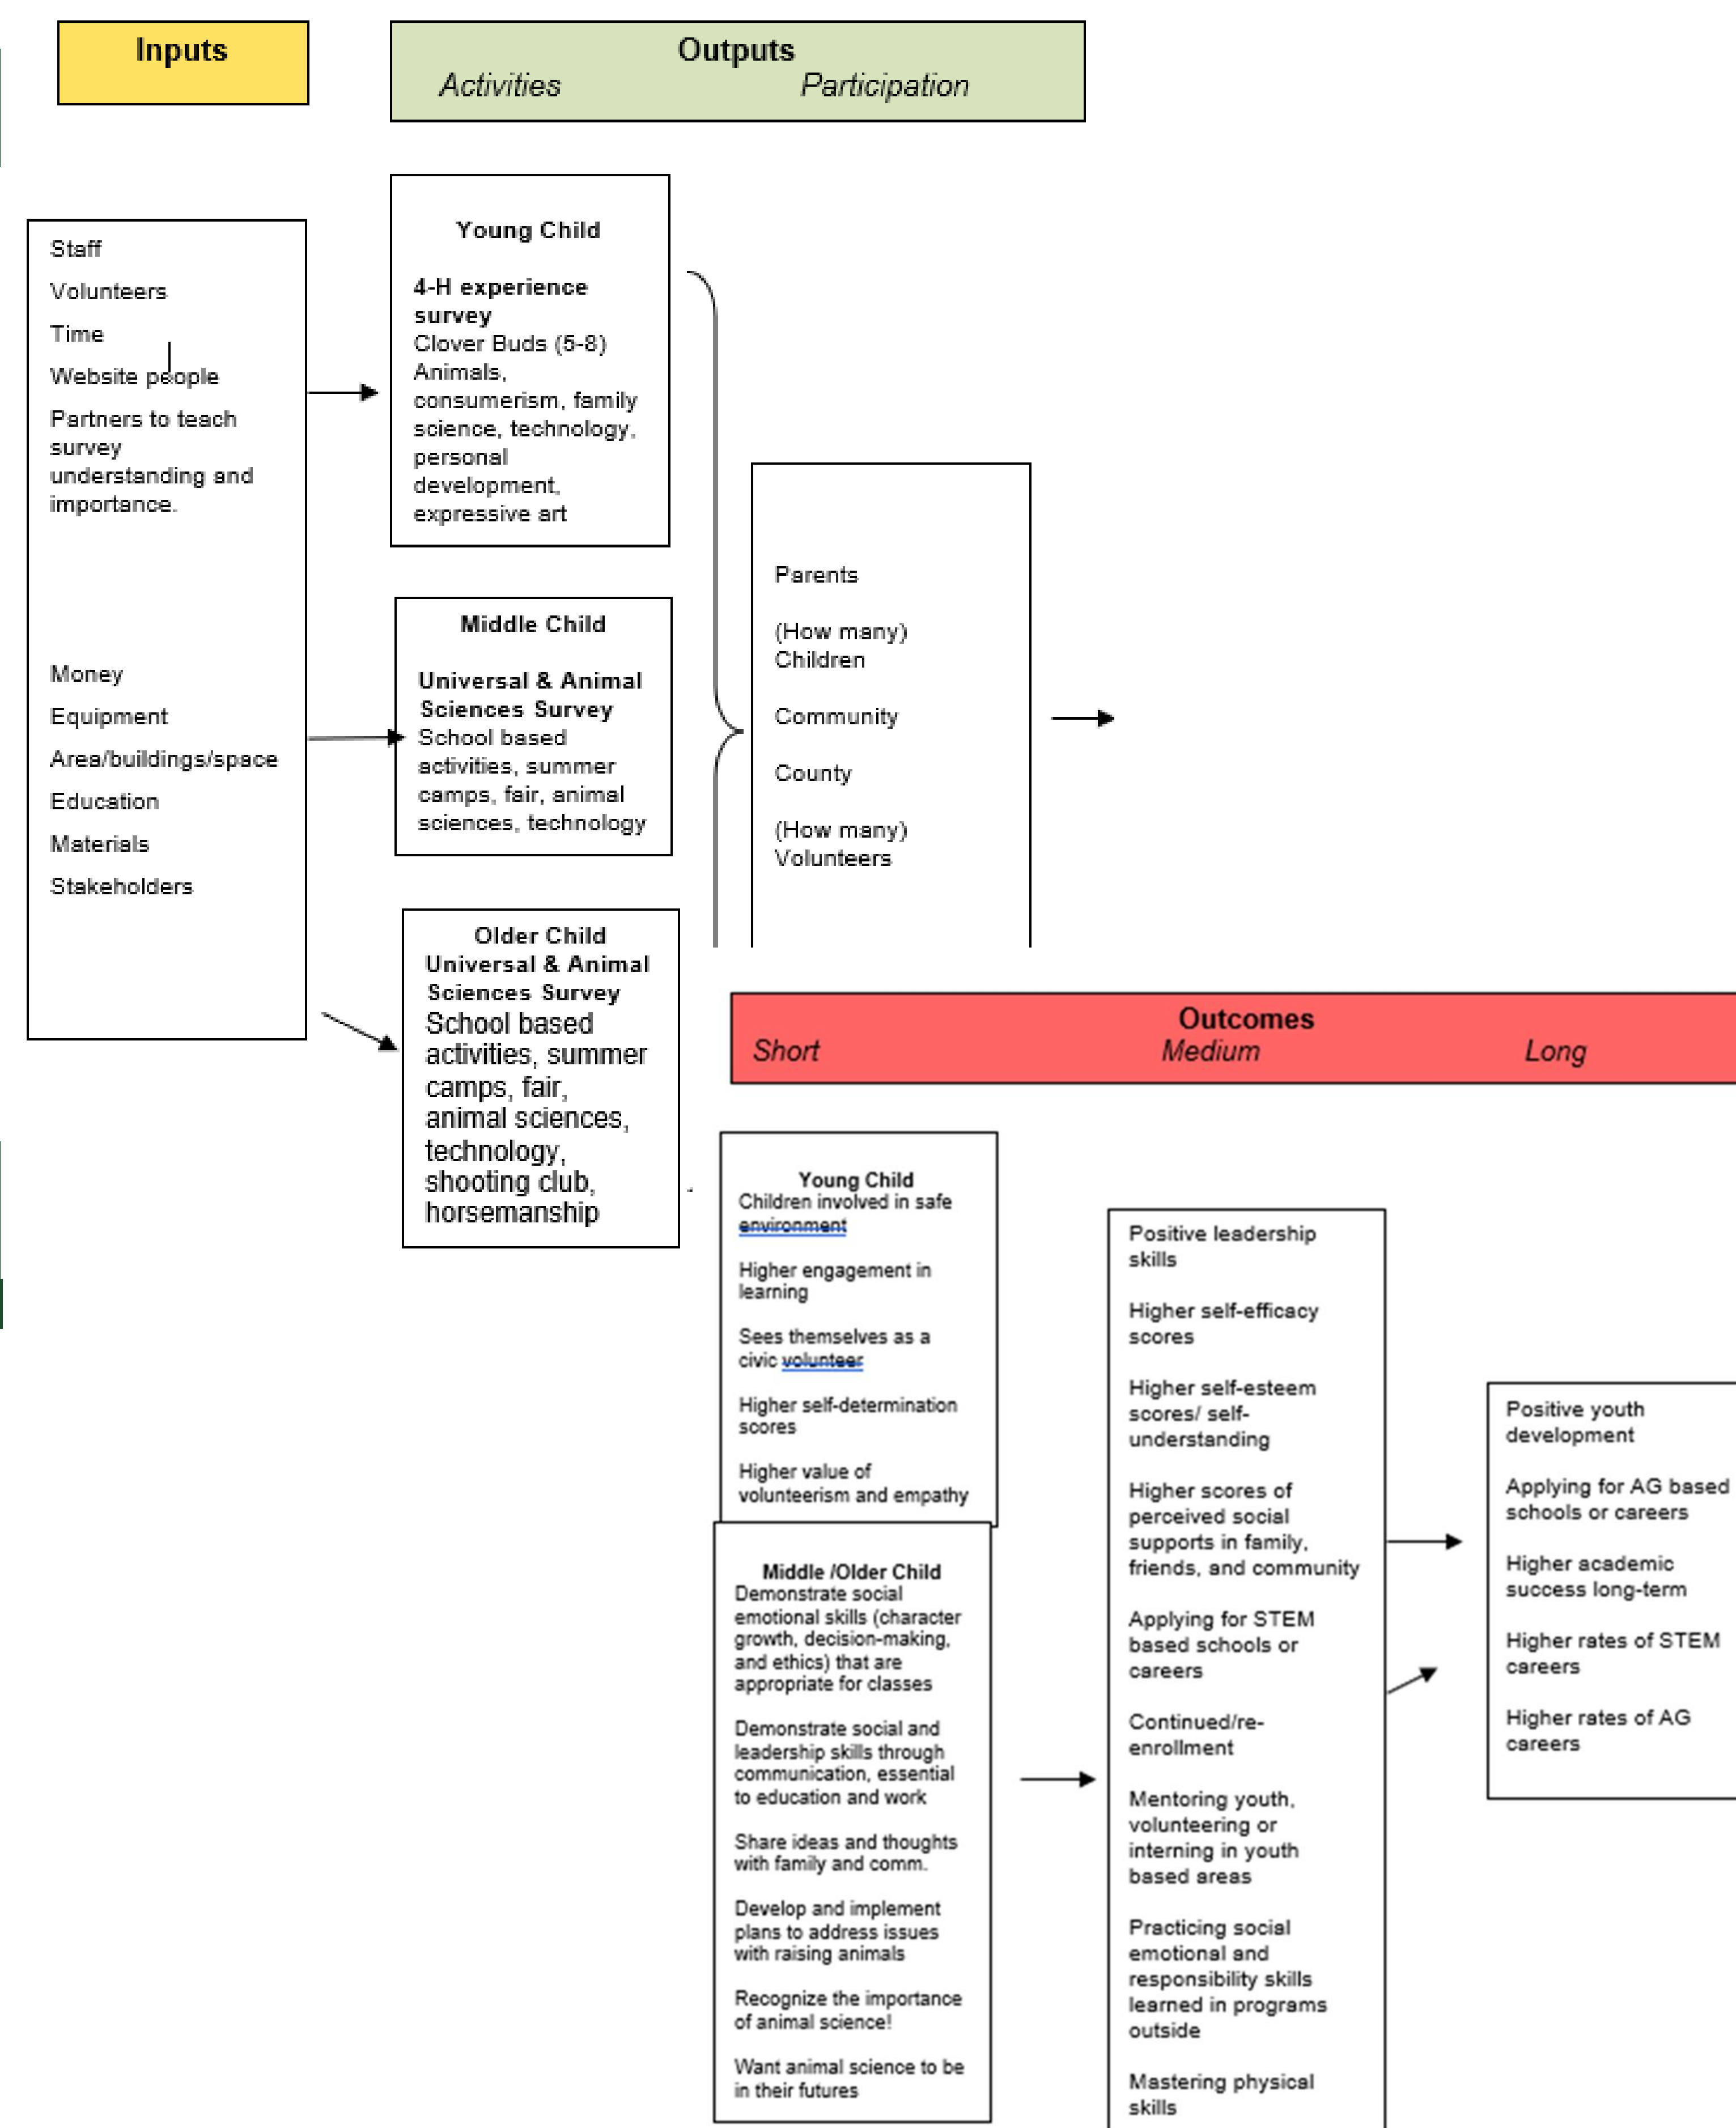 Inputs
Outputs
Activities Participation
Staff
Volunteers
Time
Website people
Partners to teach
survey
understanding and
importance.
Money
Equipment
Area/buildings/space
Education
Materials
Stakeholders
Young Child
4-H experience
survey
Clover Buds (5-8)
Animals,
consumerism, family
science, technology,
personal
development,
expressive art
Middle Child
Universal & Animal
Sciences Survey
School based
activities, summer
camps, fair, animal
sciences, technology
Older Child
Universal & Animal
Sciences Survey
School based
activities, summer
camps, fair,
animal sciences,
technology,
shooting club,
horsemanship
Parents
(How many)
Children
Community
County
(How many)
Volunteers
Outcomes
Short Medium Long
Young Child
Children involved in safe
environment
Higher engagement in
learning
Sees themselves as a
civic volunteer
Higher self-determination
scores
Higher value of
volunteerism and empathy
Middle /Older Child
Demonstrate social
emotional skills (character
growth, decision-making,
and ethics) that are
appropriate for classes
Demonstrate social and
leadership skills through
communication, essential
to education and work
Share ideas and thoughts
with family and comm.
Develop and implement
plans to address issues
with raising animals
Recognize the importance
of animal science!
Want animal science to be
in their futures
Positive leadership
skills
Higher self-efficacy
scores
Higher self-esteem
scores/ self-
understanding
Higher scores of
perceived social
supports in family,
friends, and community
Applying for STEM
based schools or
careers
Continued/re-
enrollment
Mentoring youth,
volunteering or
interning in youth
based areas
Practicing social
emotional and
responsibility skills
learned in programs
outside
Mastering physical
skills
Positive youth
development
Applying for AG based
schools or careers
Higher academic
success long-term
Higher rates of STEM
careers
Higher rates of AG
careers